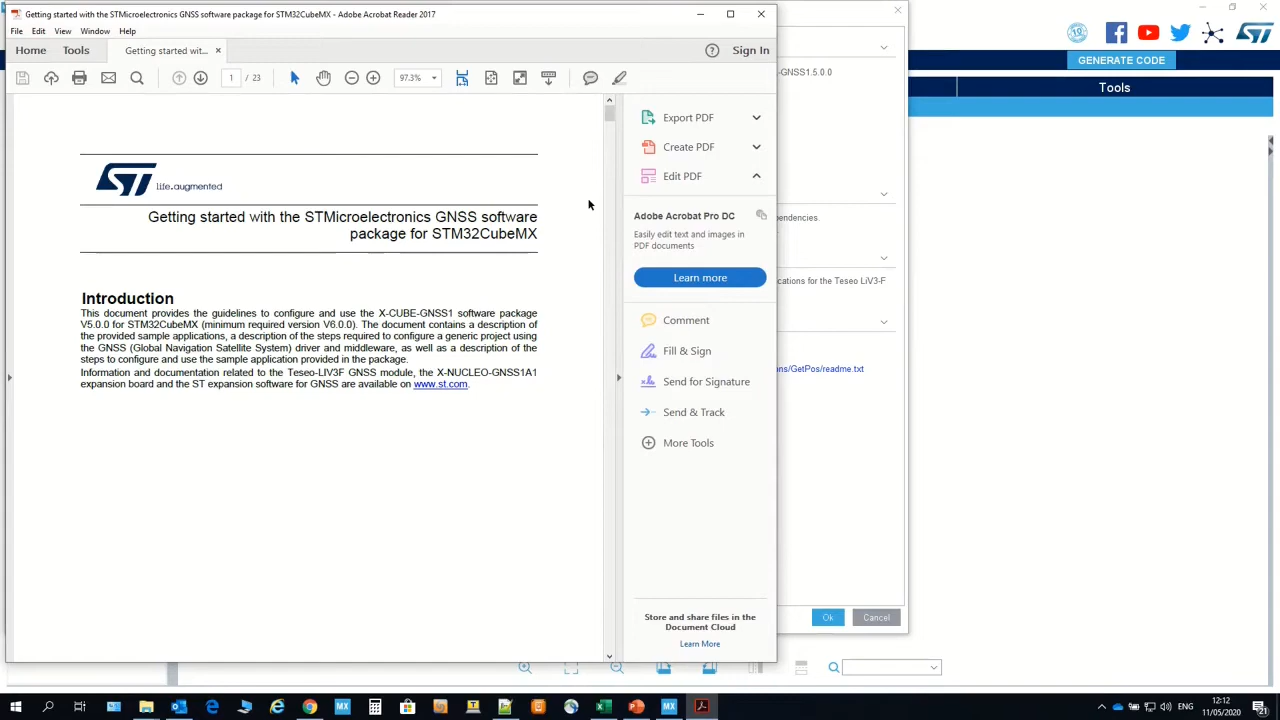 Getting started with the STMicroelectronics GNSS software package for STM32CubeMX - Adobe Acrobat Reader 2017
File Edit View Window Help
Home Tools Getting started wit... × Sign In
1 / 23 97.3%
ST life.augmented
Getting started with the STMicroelectronics GNSS software
package for STM32CubeMX
Introduction
This document provides the guidelines to configure and use the X-CUBE-GNSS1 software package
V5.0.0 for STM32CubeMX (minimum required version V6.0.0). The document contains a description of
the provided sample applications, a description of the steps required to configure a generic project using
the GNSS (Global Navigation Satellite System) driver and middleware, as well as a description of the
steps to configure and use the sample application provided in the package.
Information and documentation related to the Teseo-LIV3F GNSS module, the X-NUCLEO-GNSS1A1
expansion board and the ST expansion software for GNSS are available on www.st.com.
Export PDF
Create PDF
Edit PDF
Adobe Acrobat Pro DC
Easily edit text and images in
PDF documents
Learn more
Comment
Fill & Sign
Send for Signature
Send & Track
More Tools
Store and share files in the
Document Cloud
Learn More
-GNSS1.5.0.0
pendencies
cations for the Teseo LiV3-F
ns/GetPos/readme.txt
Ok Cancel
ST
GENERATE CODE
Tools
MX MX
ENG
12:12
11/05/2020
21